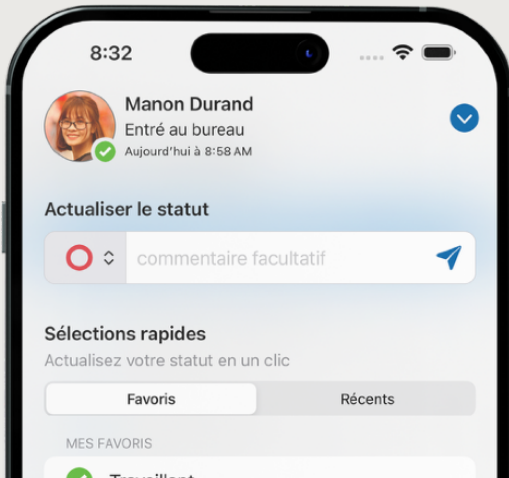 8:32
Manon Durand
Entré au bureau
Aujourd'hui à 8:58 AM
Actualiser le statut
commentaire facultatif
Sélections rapides
Actualisez votre statut en un clic
Favoris
Récents
MES FAVORIS